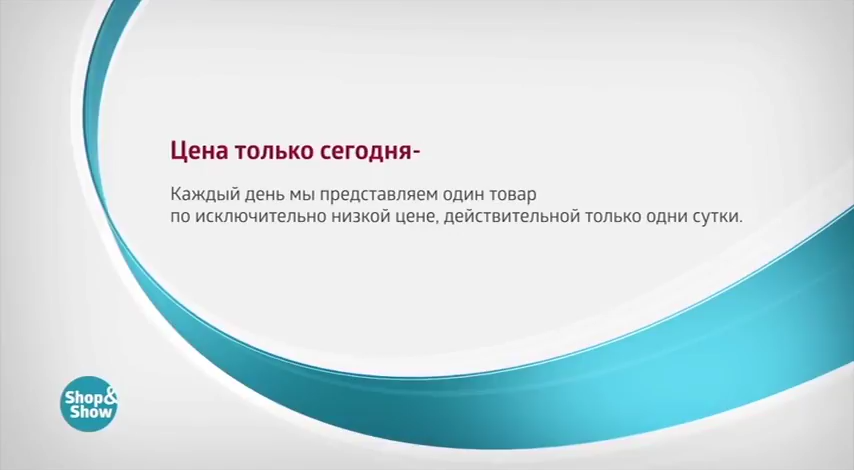 Цена только сегодня-
Каждый день мы представляем один товар
по исключительно низкой цене, действительной только одни сутки.
Shop&
Show